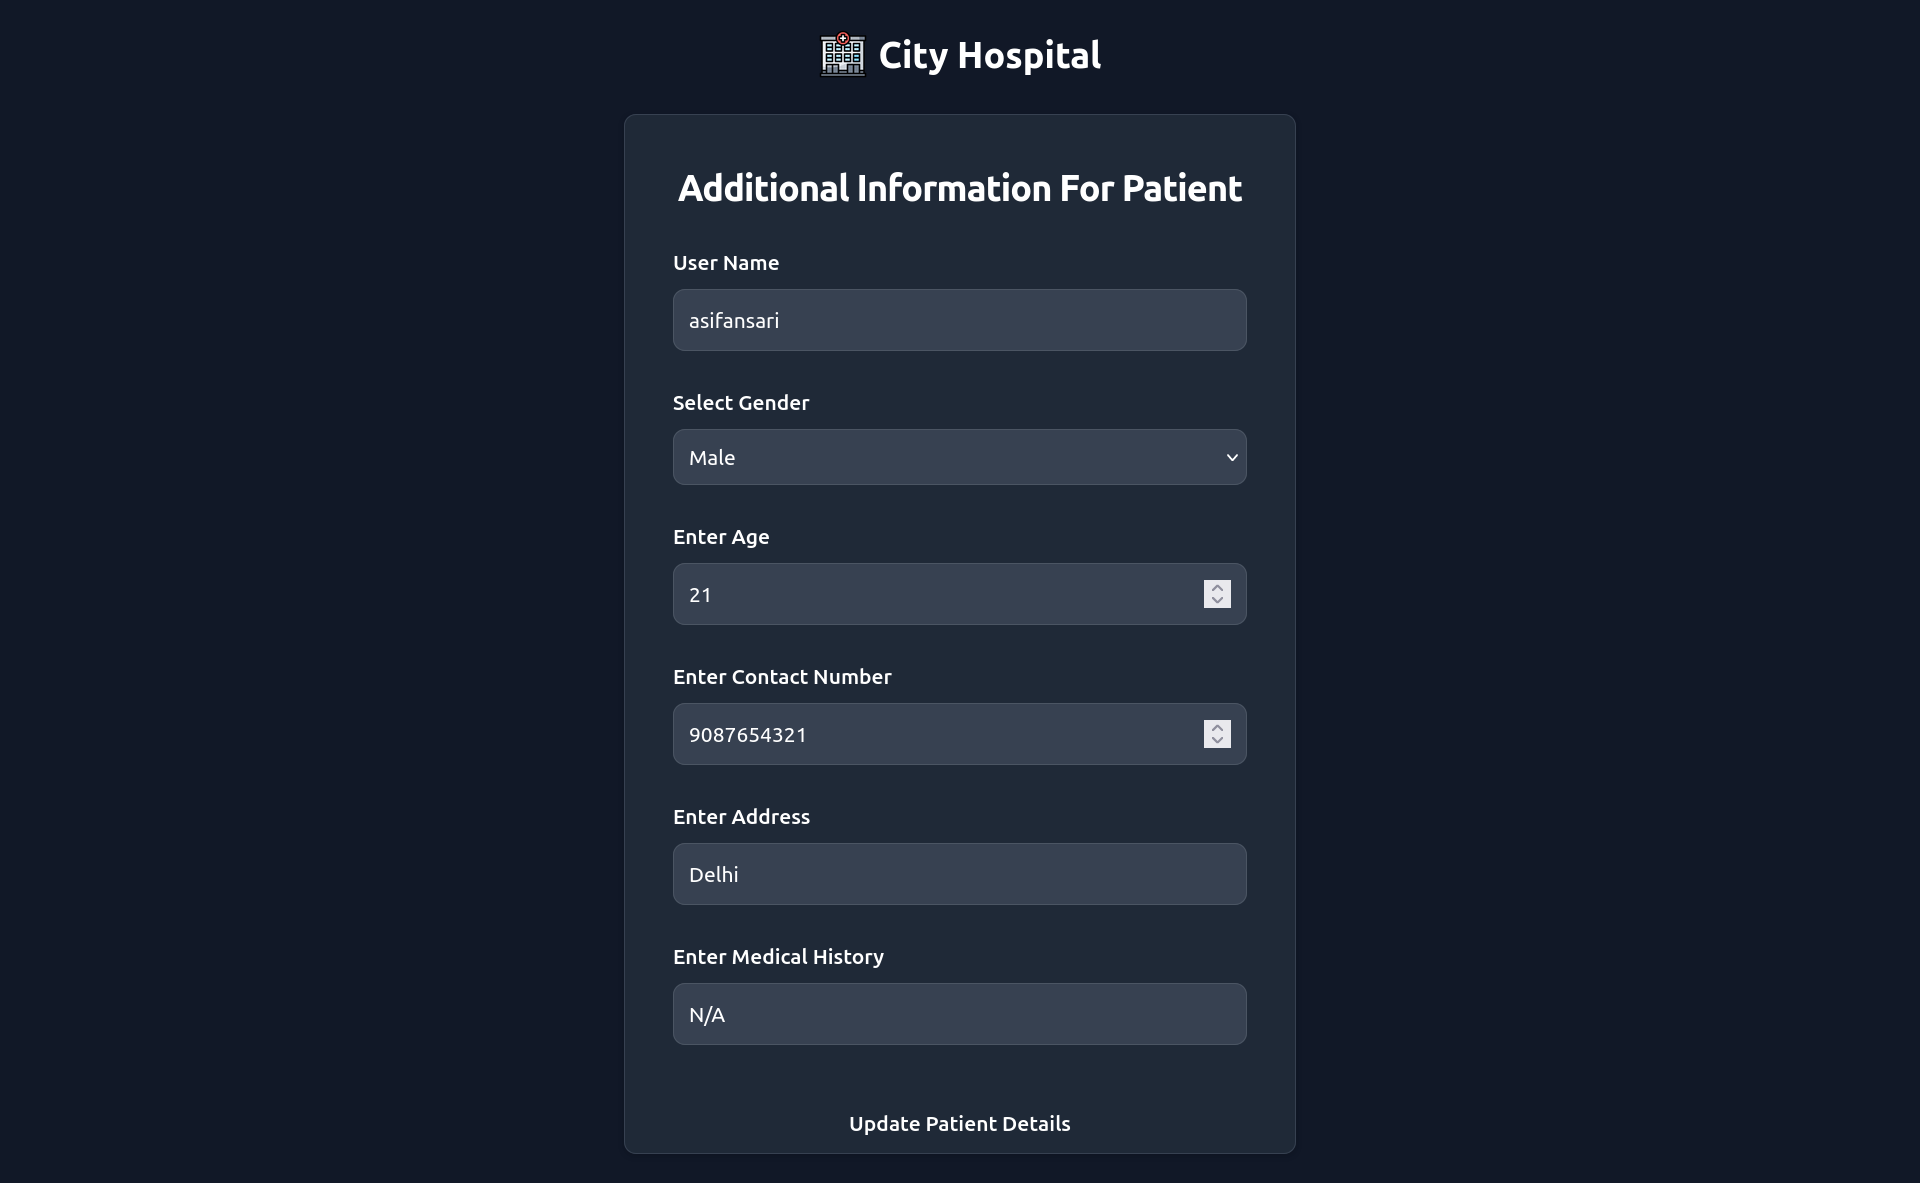 City Hospital
Additional Information For Patient
User Name
asifansari
Select Gender
Male
Enter Age
21
Enter Contact Number
9087654321
Enter Address
Delhi
Enter Medical History
N/A
Update Patient Details